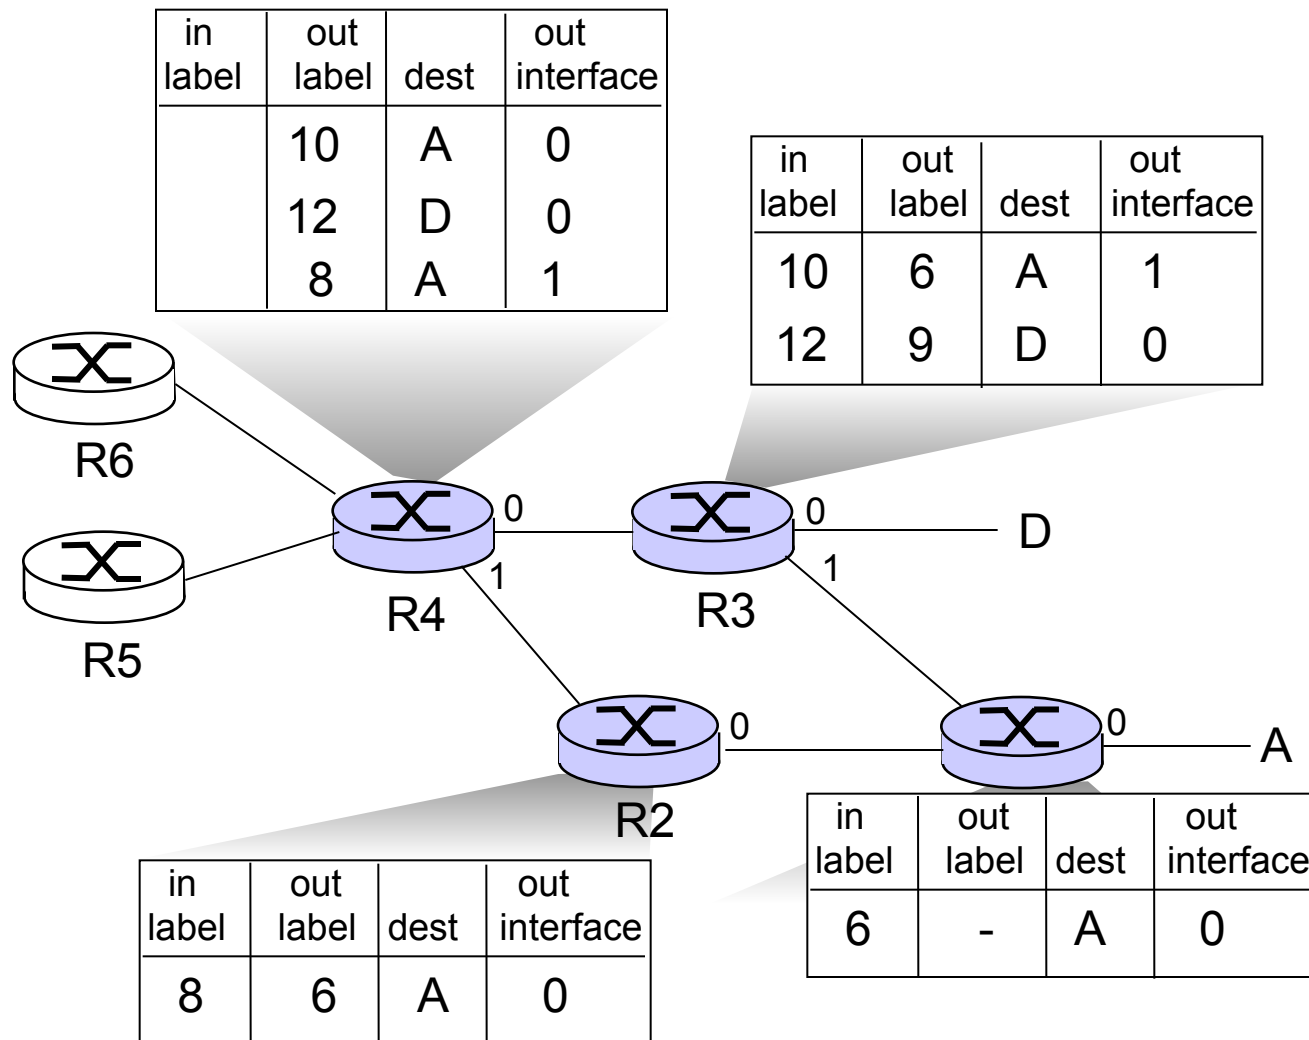 in out out
label label dest interface
10 A 0
12 D 0
8 A 1
in out out
label label dest interface
10 6 A 1
12 9 D 0
R6
0
0
D
1
1
R4
R3
R5
0
0
A
R2
in out out
label label dest interface
6 - A 0
in out out
label label dest interface
8 6 A 0